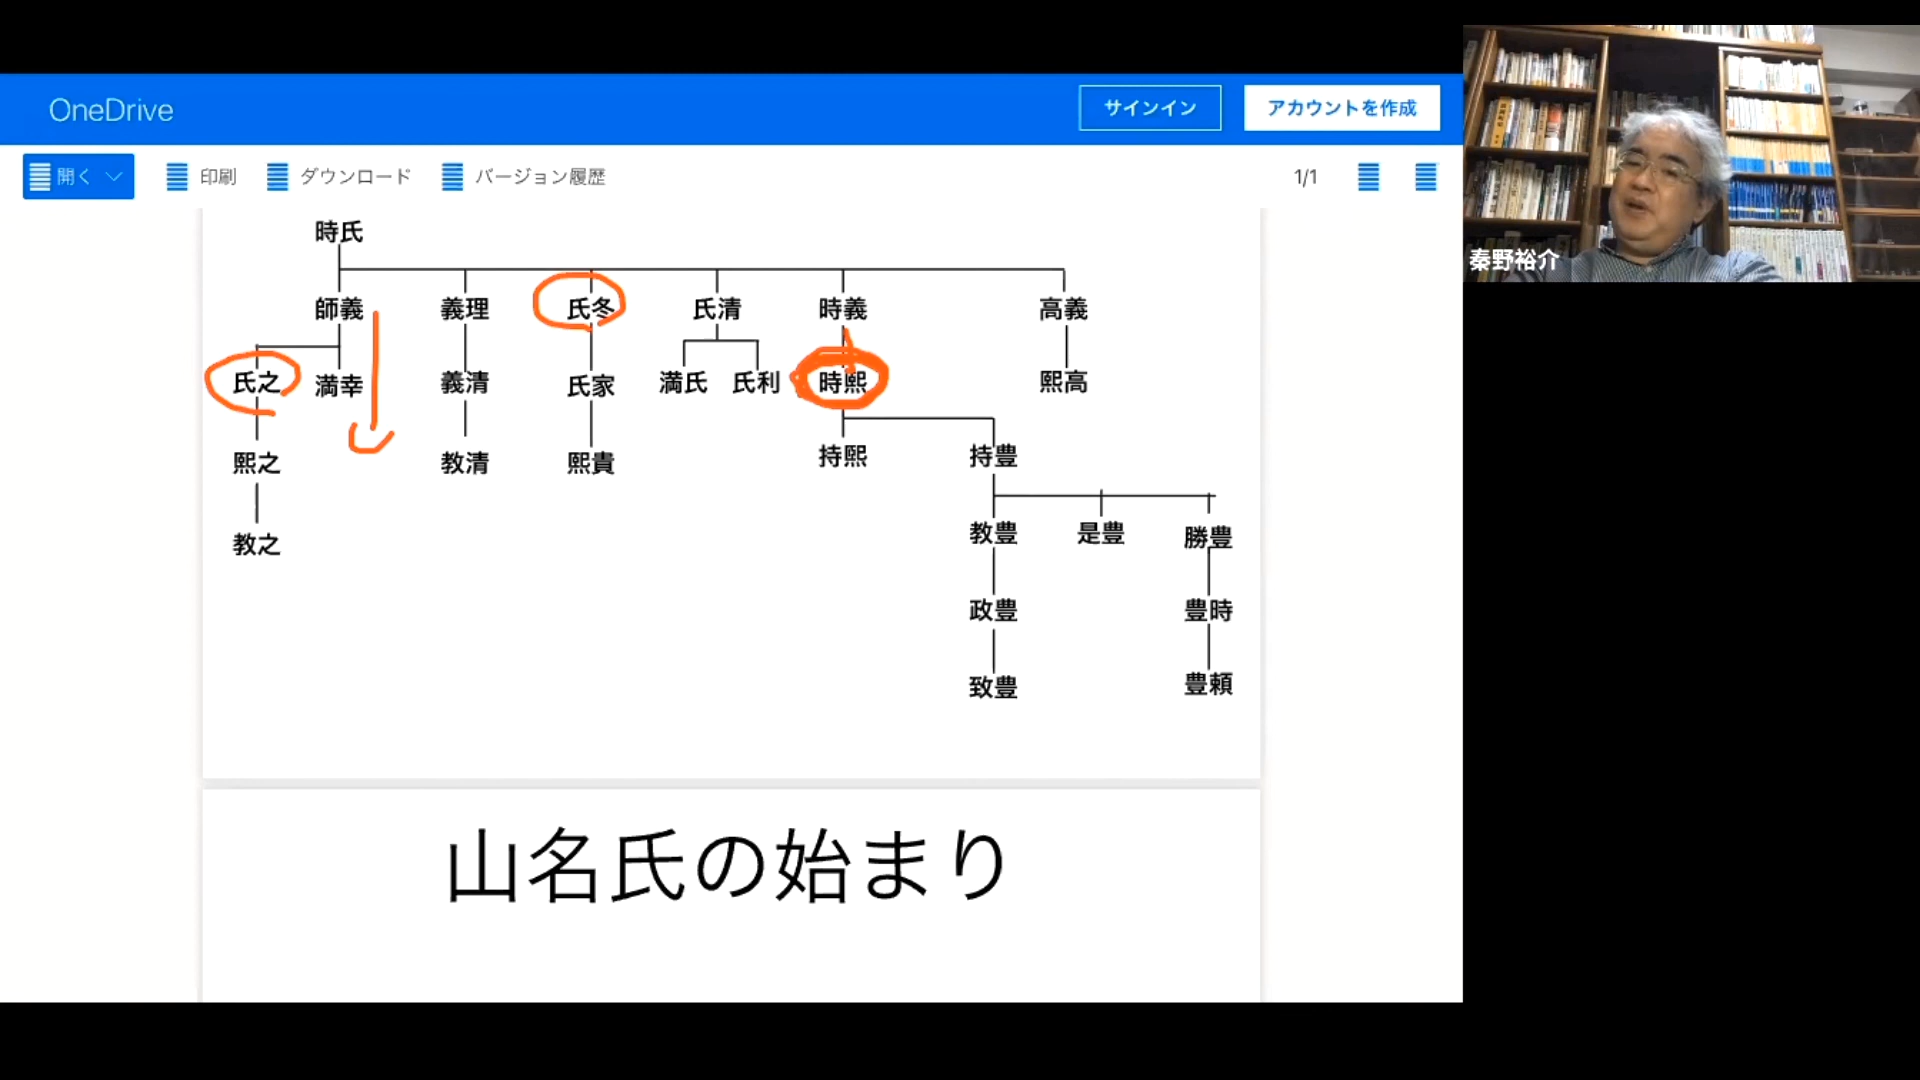 OneDrive
サインイン
アカウントを作成
開く
印刷
ダウンロード
バージョン履歴
1/1
秦野裕介
時氏
師義 義理 氏冬 氏清 時義 高義
氏之 満幸 義清 氏家 満氏 氏利 時熙 熙高
熙之 教清 熙貴 持熙 持豊
教之 教豊 是豊 勝豊
政豊 豊時
致豊 豊頼
山名氏の始まり